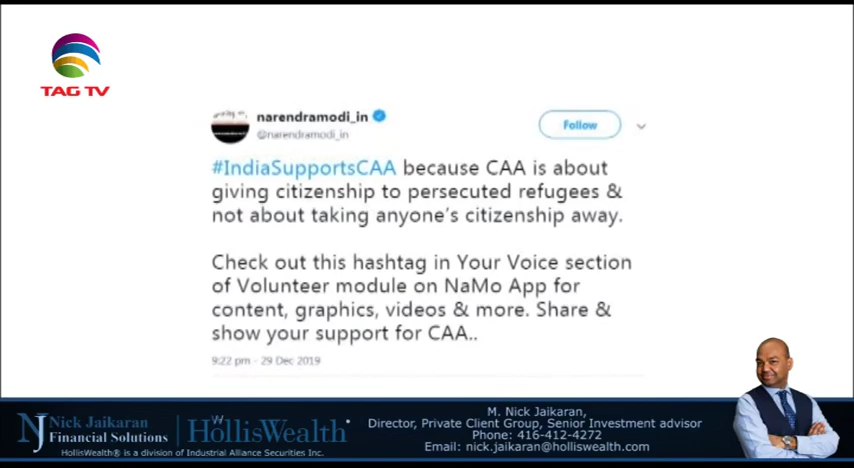 TAG TV
narendramodi_in
@narendramodi_in
Follow
#IndiaSupportsCAA because CAA is about
giving citizenship to persecuted refugees &
not about taking anyone's citizenship away.
Check out this hashtag in Your Voice section
of Volunteer module on NaMo App for
content, graphics, videos & more. Share &
show your support for CAA..
9:22 pm - 29 Dec 2019
NJ
Nick Jaikaran
Financial Solutions
HW
HollisWealth®
HollisWealth® is a division of Industrial Alliance Securities Inc.
M. Nick Jaikaran,
Director, Private Client Group, Senior Investment advisor
Phone: 416-412-4272
Email: nick.jaikaran@holliswealth.com